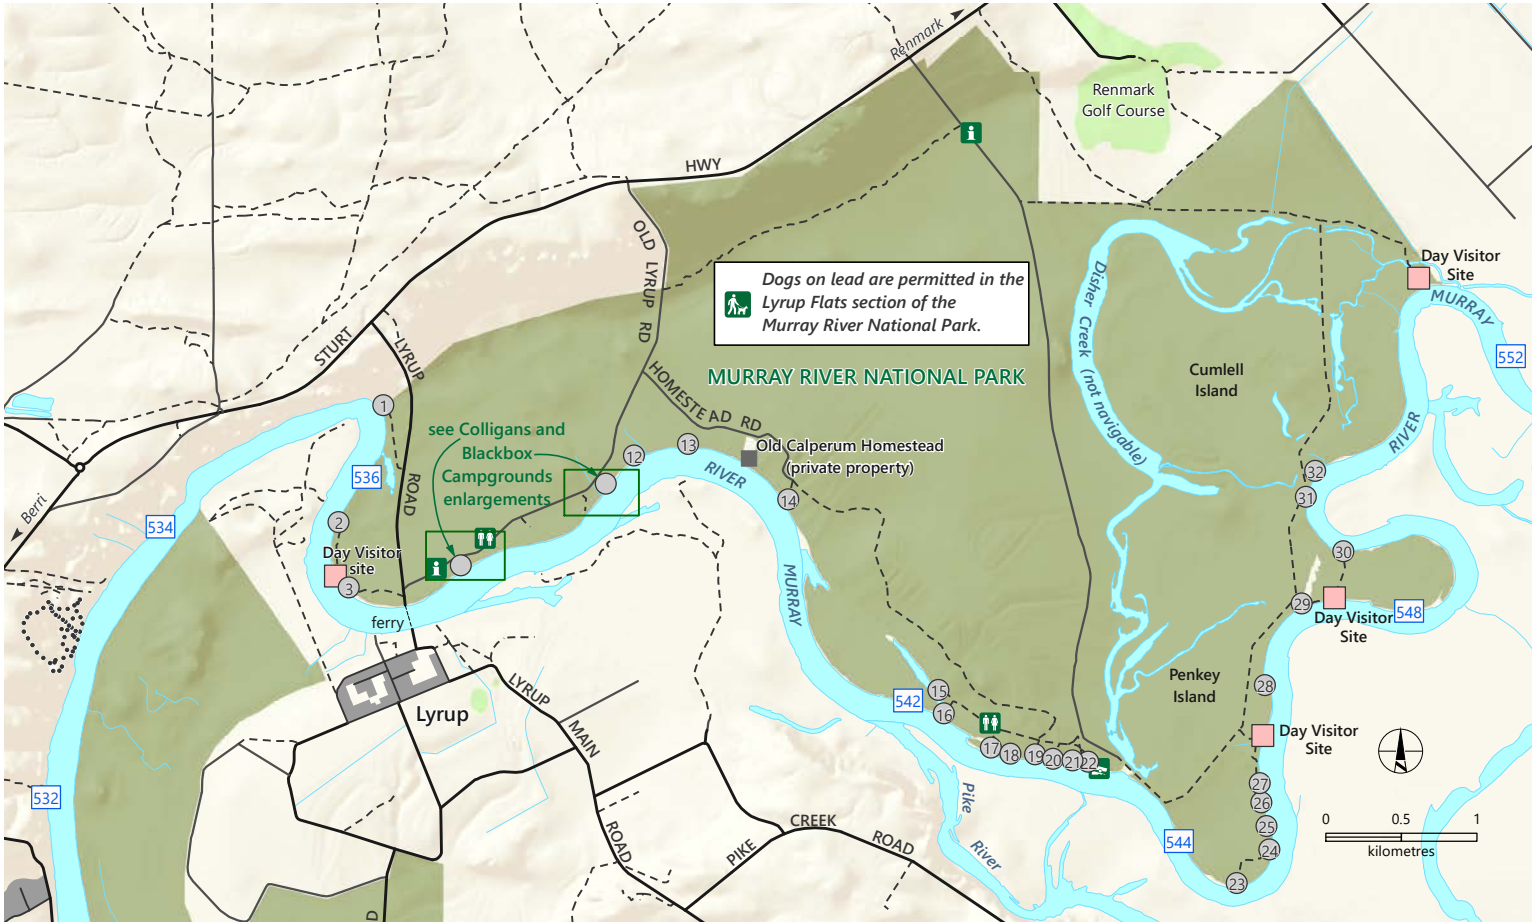 Renmark
Renmark
Golf Course
HWY
OLD LYRUP RD
Dogs on lead are permitted in the
Lyrup Flats section of the
Murray River National Park.
Day Visitor
Site
MURRAY
552
STURT
LYRUP
ROAD
Disher Creek (not navigable)
Cumlell
Island
MURRAY RIVER NATIONAL PARK
HOMESTEAD RD
1
see Colligans and
Blackbox
Campgrounds
enlargements
12
13
RIVER
Old Calperum Homestead
(private property)
14
RIVER
32
31
536
Berri
534
2
Day Visitor
site
3
i
i
30
29
Day Visitor
Site
548
MURRAY
ferry
Lyrup
LYRUP
MAIN
ROAD
542
15
16
17
18
19
20
21
22
Penkey
Island
28
Day Visitor
Site
27
26
25
24
23
532
Pike
River
PIKE
CREEK
ROAD
544
0 0.5 1
kilometres
D